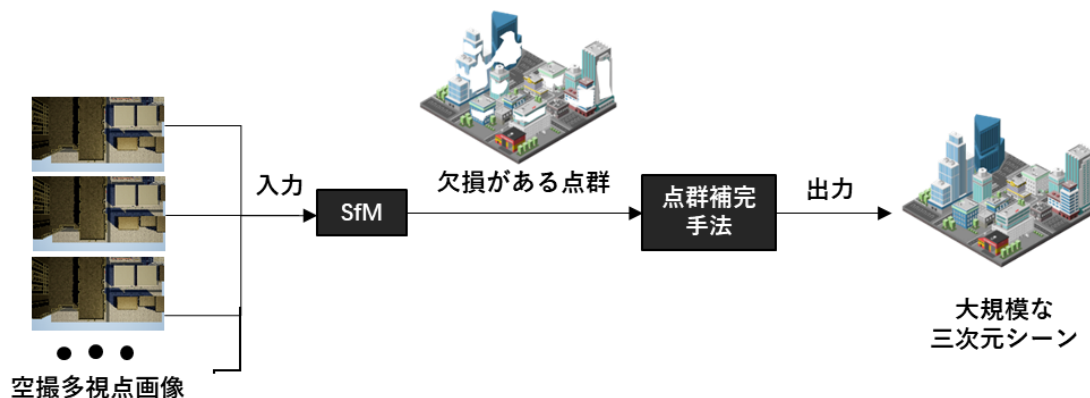 入力
SfM
欠損がある点群
点群補完
手法
出力
大規模な
三次元シーン
空撮多視点画像